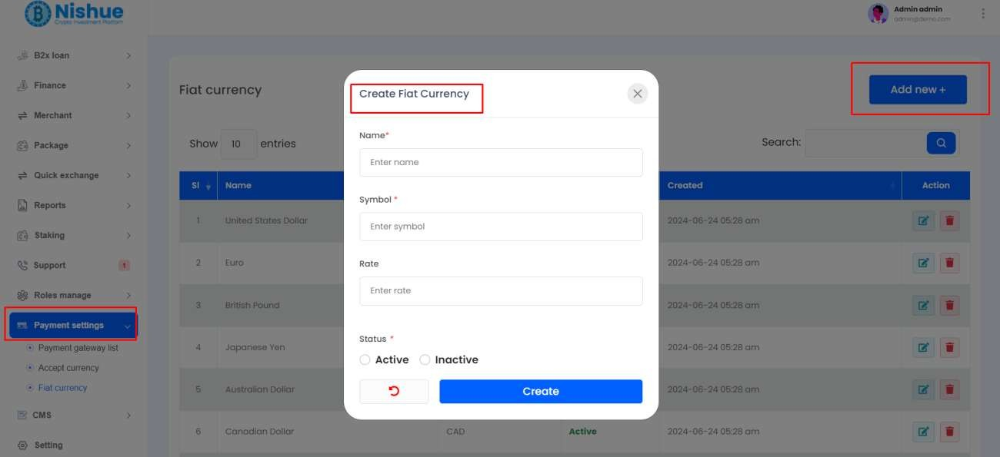 Nishue
Crypto Investment Platform
Admin admin
admin@demo.com
B2x loan
Finance
Merchant
Package
Quick exchange
Reports
Staking
Support
1
Roles manage
Payment settings
Payment gateway list
Accept currency
Fiat currency
CMS
Setting
Fiat currency
Add new +
Show 10 entries
Search:
Sl Name Created Action
1 United States Dollar 2024-06-24 05:28 am
2 Euro 2024-06-24 05:28 am
3 British Pound 2024-06-24 05:28 am
4 Japanese Yen 2024-06-24 05:28 am
5 Australian Dollar 2024-06-24 05:28 am
6 Canadian Dollar CAD Active 2024-06-24 05:28 am
Create Fiat Currency
Name*
Enter name
Symbol *
Enter symbol
Rate
Enter rate
Status *
Active Inactive
Create